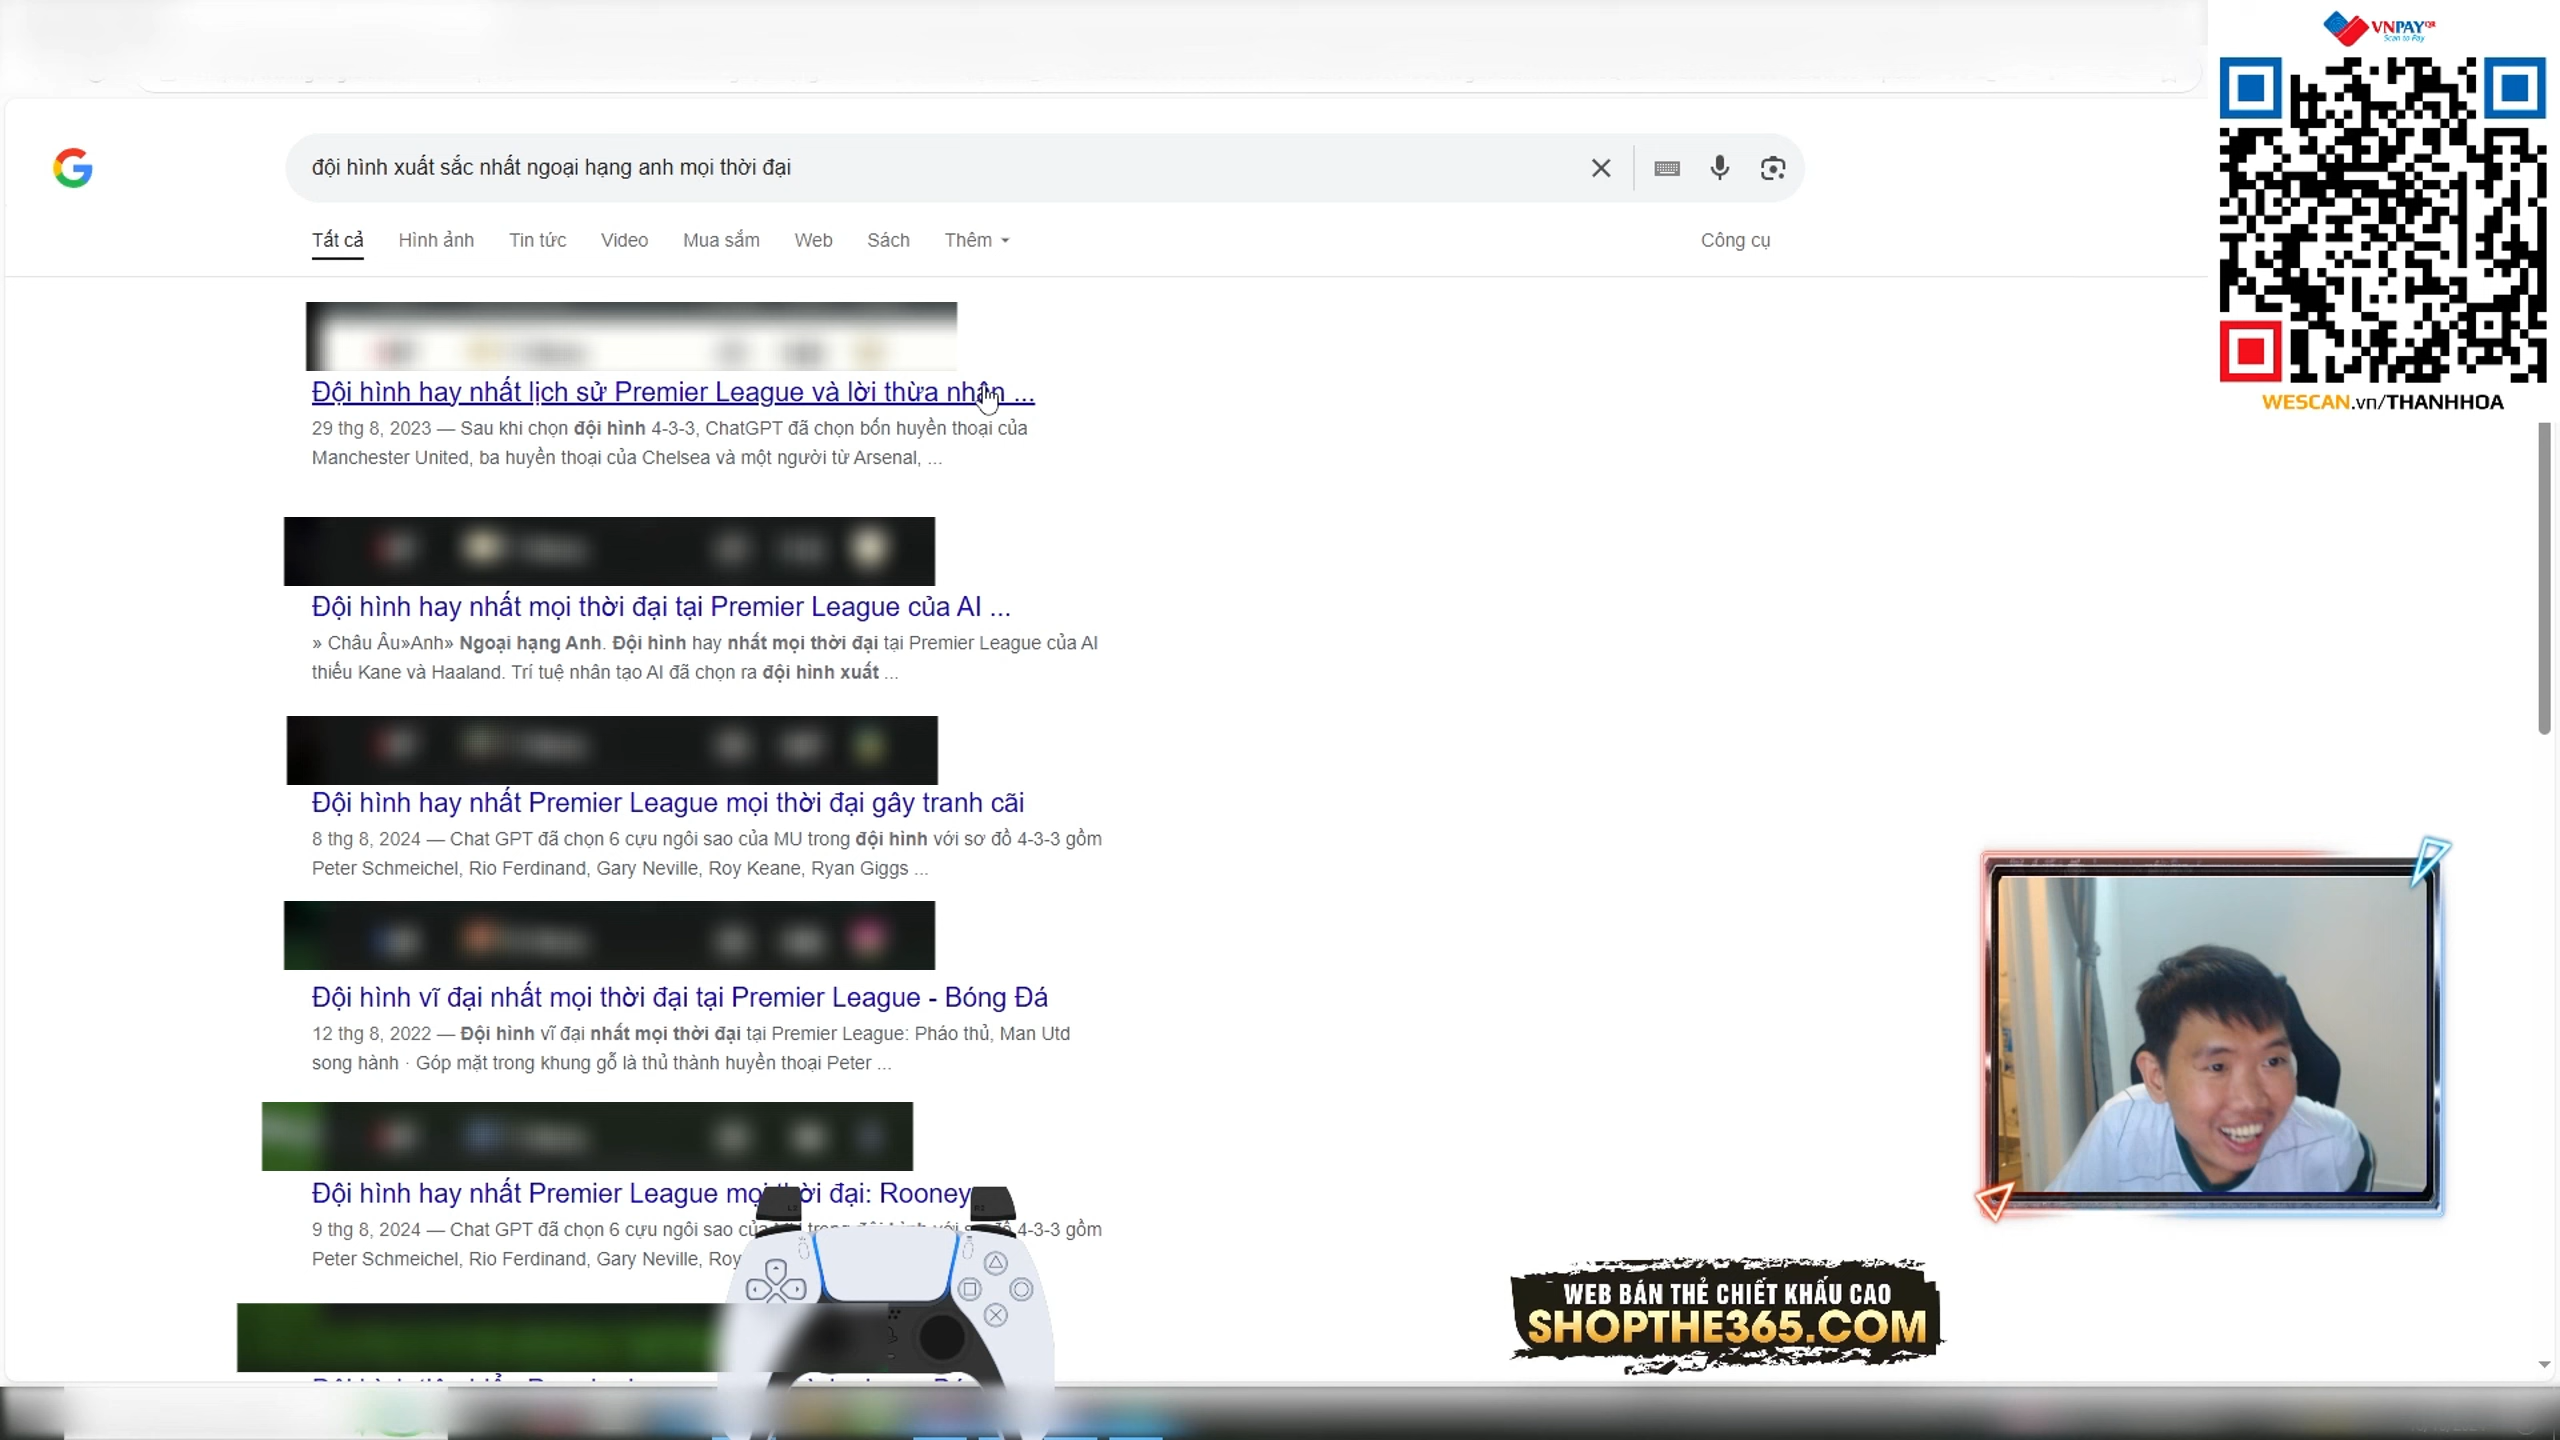 VNPAYQR
Scan to Pay
WESCAN.vn/THANHHOA
đội hình xuất sắc nhất ngoại hạng anh mọi thời đại
Tất cả Hình ảnh Tin tức Video Mua sắm Web Sách Thêm Công cụ
Đội hình hay nhất lịch sử Premier League và lời thừa nhận ...
29 thg 8, 2023 — Sau khi chọn đội hình 4-3-3, ChatGPT đã chọn bốn huyền thoại của
Manchester United, ba huyền thoại của Chelsea và một người từ Arsenal, ...
Đội hình hay nhất mọi thời đại tại Premier League của AI ...
» Châu Âu»Anh» Ngoại hạng Anh. Đội hình hay nhất mọi thời đại tại Premier League của AI
thiếu Kane và Haaland. Trí tuệ nhân tạo AI đã chọn ra đội hình xuất ...
Đội hình hay nhất Premier League mọi thời đại gây tranh cãi
8 thg 8, 2024 — Chat GPT đã chọn 6 cựu ngôi sao của MU trong đội hình với sơ đồ 4-3-3 gồm
Peter Schmeichel, Rio Ferdinand, Gary Neville, Roy Keane, Ryan Giggs ...
Đội hình vĩ đại nhất mọi thời đại tại Premier League - Bóng Đá
12 thg 8, 2022 — Đội hình vĩ đại nhất mọi thời đại tại Premier League: Pháo thủ, Man Utd
song hành · Góp mặt trong khung gỗ là thủ thành huyền thoại Peter ...
Đội hình hay nhất Premier League mọi thời đại: Rooney
9 thg 8, 2024 — Chat GPT đã chọn 6 cựu ngôi sao của MU trong đội hình với sơ đồ 4-3-3 gồm
Peter Schmeichel, Rio Ferdinand, Gary Neville, Roy
WEB BÁN THẺ CHIẾT KHẤU CAO
SHOPTHE365.COM